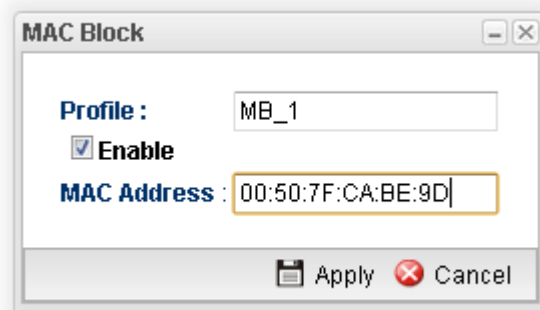 MAC Block
Profile : MB_1
Enable
MAC Address : 00:50:7F:CA:BE:9D
Apply Cancel